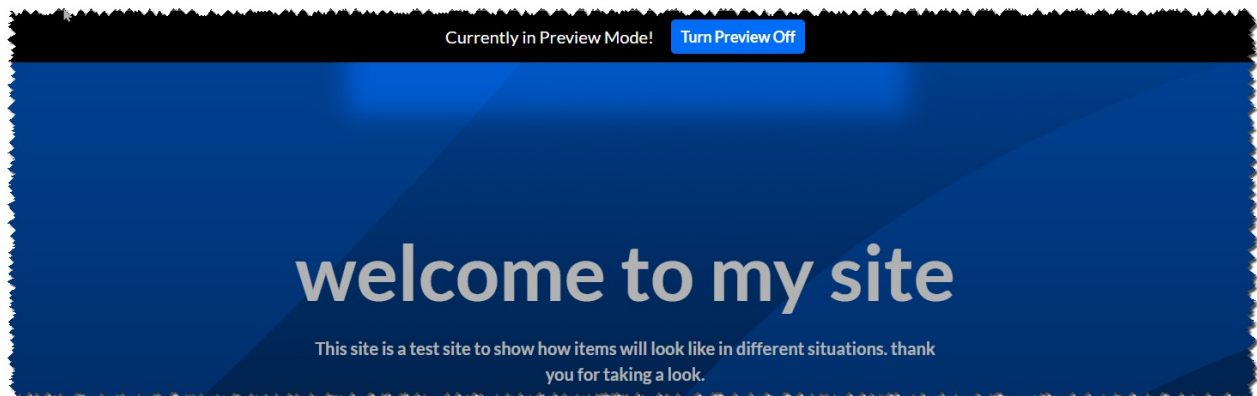 Currently in Preview Mode! Turn Preview Off
welcome to my site
This site is a test site to show how items will look like in different situations. thank
you for taking a look.